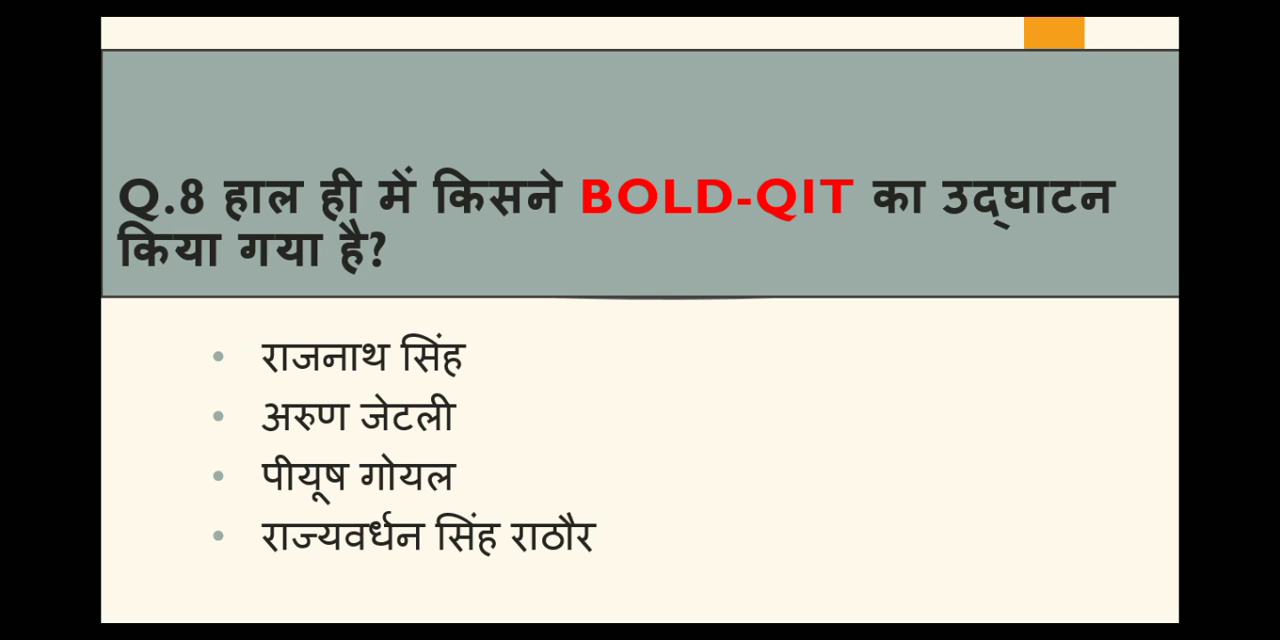 Q.8 हाल ही में किसने BOLD-QIT का उद्घाटन
किया गया है?
• राजनाथ सिंह
• अरुण जेटली
• पीयूष गोयल
• राज्यवर्धन सिंह राठौर